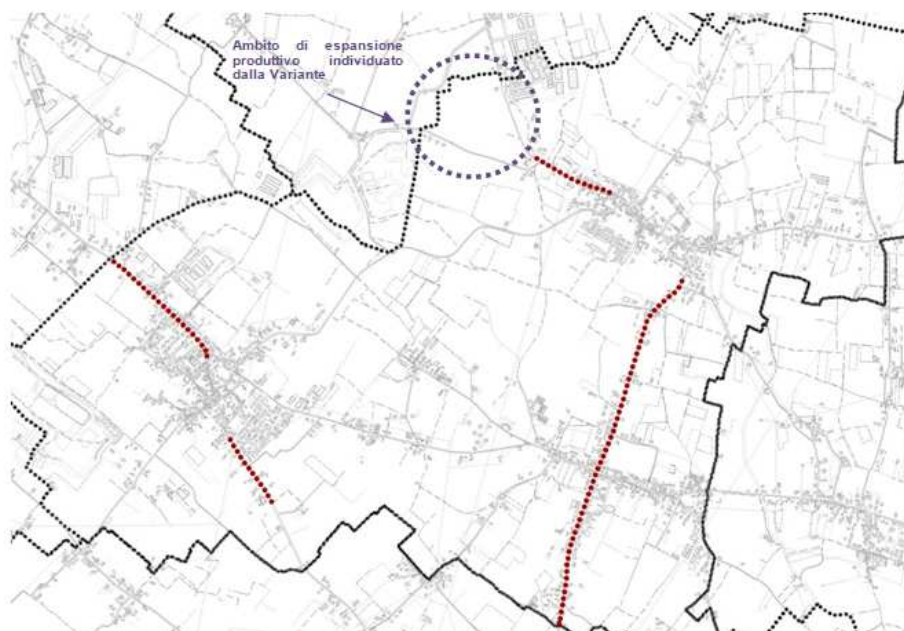 Ambito di espansione
produttivo individuato
dalla Variante